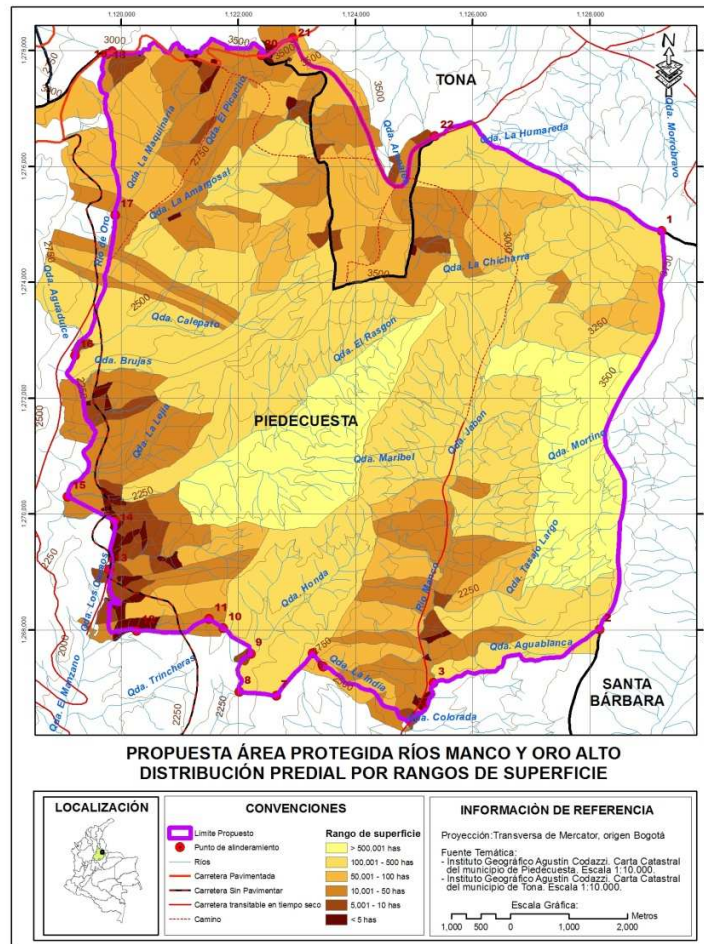 1,120,000 1,122,000 1,124,000 1,126,000 1,128,000
1,278,000
1,276,000
1,274,000
1,272,000
1,270,000
1,268,000
N
TONA
PIEDECUESTA
SANTA
BÁRBARA
Qda. La Humareda
Qda. Morrobravo
Qda. El Picacho
Qda. La Maquinaria
Qda. La Amargosal
Rio de Oro
Qda. Aguadulce
Qda. La Chicharra
Qda. Calepato
Qda. El Rasgon
Qda. Brujas
Qda. La Lejia
Qda. Maribel
Qda. Jabon
Qda. Mortino
Qda. Tasajo Largo
Qda. Honda
Rio Manco
Qda. Aguablanca
Qda. La India
Qda. Colorada
Qda. Trincheras
Qda. El Manzano
1
2
3
7
8
9
10
11
14
15
16
17
20
21
22
3000
3500
2750
2500
2250
2000
3250
PROPUESTA ÁREA PROTEGIDA RÍOS MANCO Y ORO ALTO
DISTRIBUCIÓN PREDIAL POR RANGOS DE SUPERFICIE
LOCALIZACIÓN
CONVENCIONES
Limite Propuesto
Punto de alinderamiento
Ríos
Carretera Pavimentada
Carretera Sin Pavimentar
Carretera transitable en tiempo seco
Camino
Rango de superficie
> 500,001 has
100,001 - 500 has
50,001 - 100 has
10,001 - 50 has
5.001 - 10 has
< 5 has
INFORMACIÓN DE REFERENCIA
Proyección:Transversa de Mercator, origen Bogotá
Fuente Temática:
- Instituto Geográfico Agustín Codazzi. Carta Catastral
del municipio de Piedecuesta. Escala 1:10.000.
- Instituto Geográfico Agustín Codazzi. Carta Catastral
del municipio de Tona. Escala 1:10.000.
Escala Gráfica:
1,000 500 0 1,000 2,000 Metros